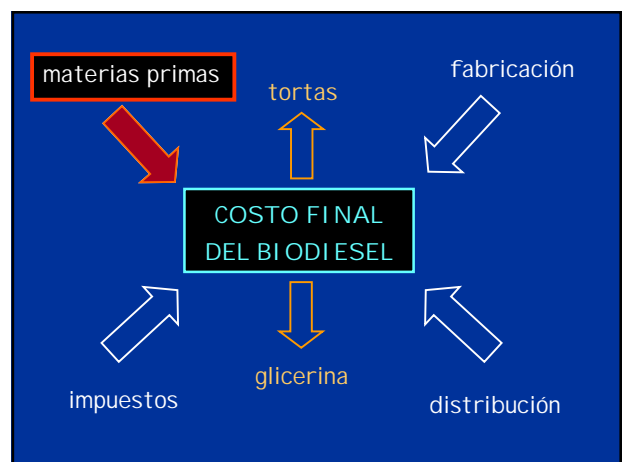 materias primas
fabricación
tortas
COSTO FINAL
DEL BIODIESEL
glicerina
impuestos
distribución